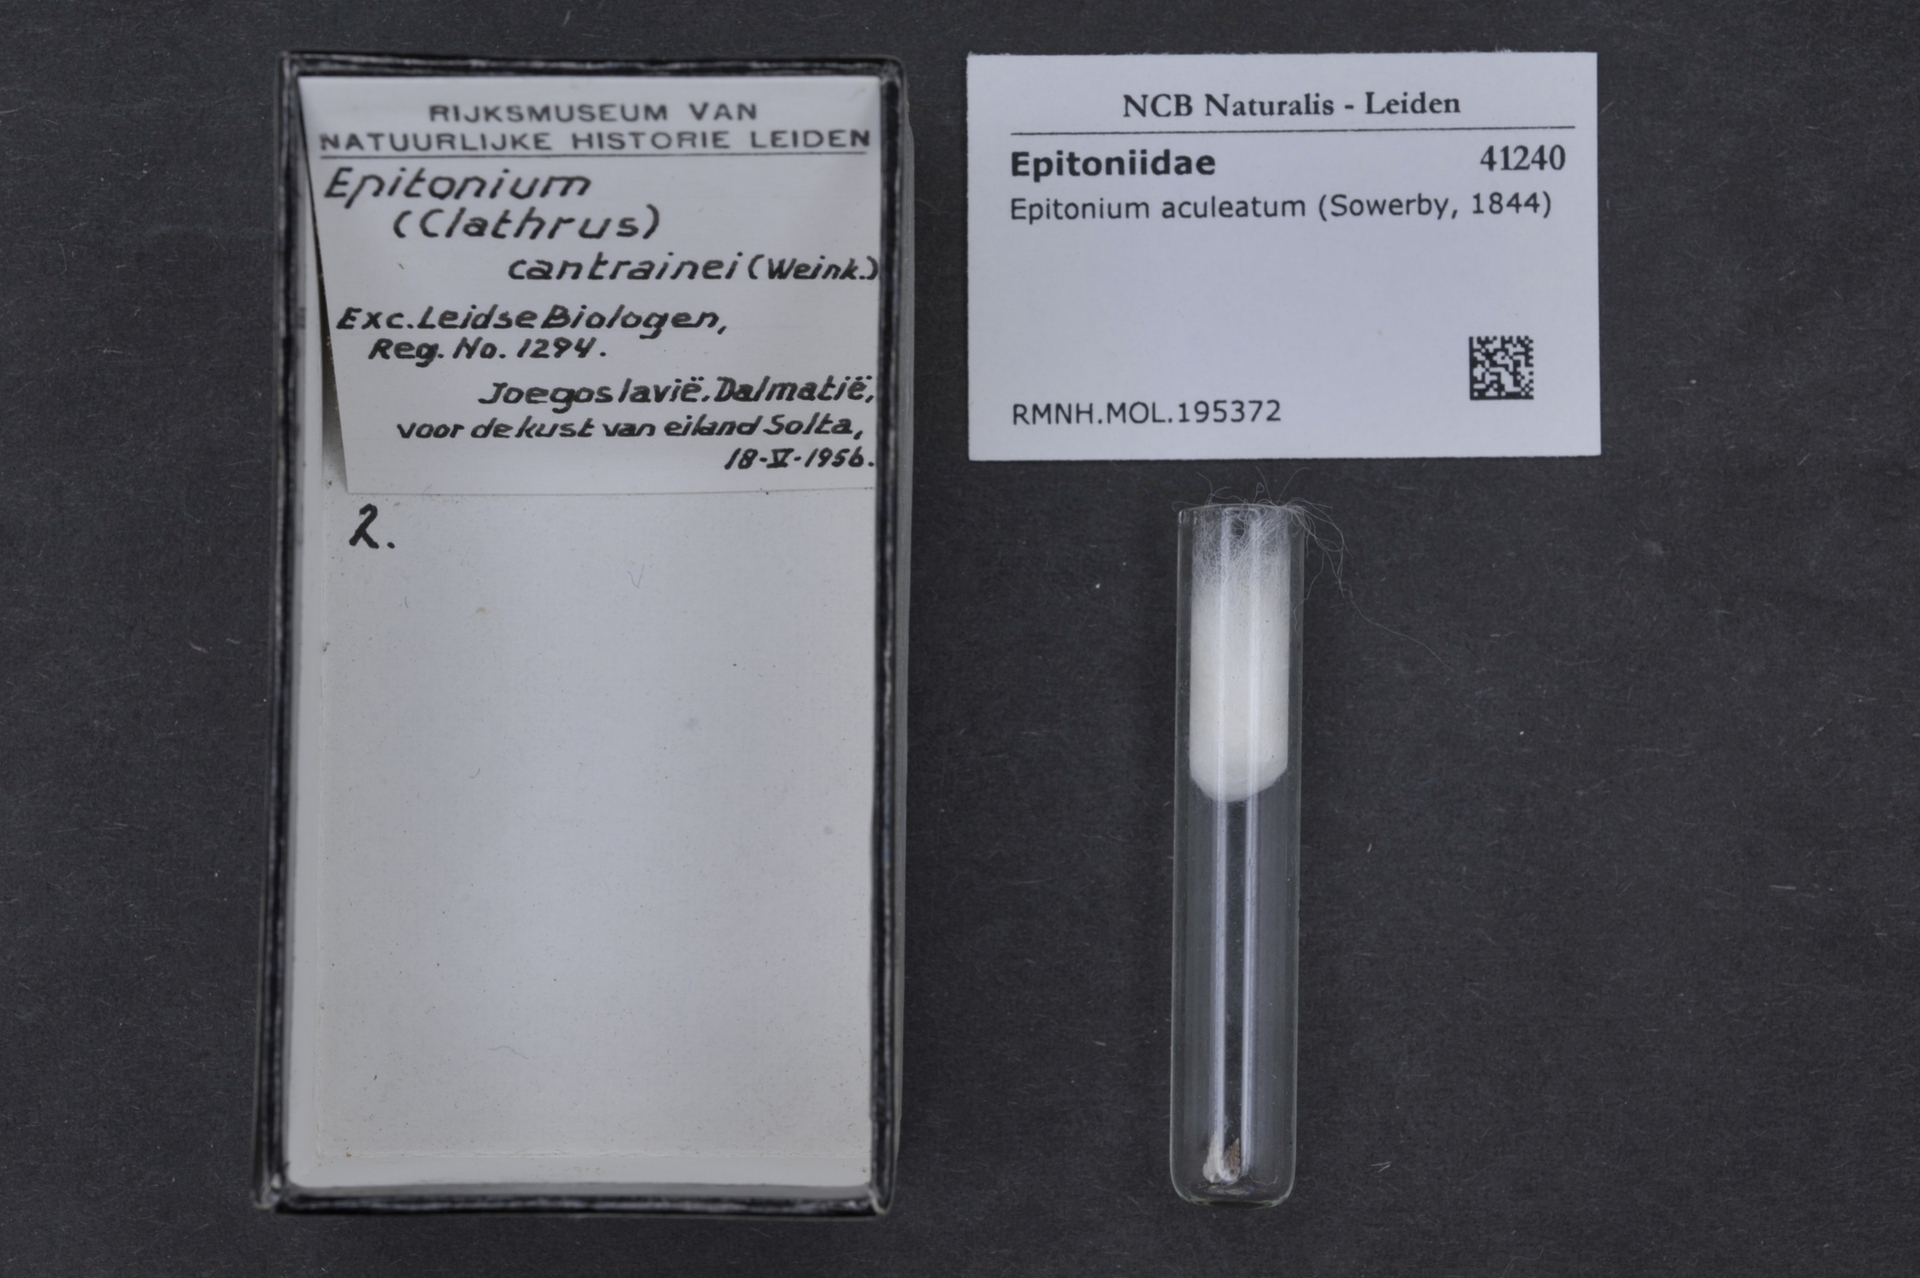 RIJKSMUSEUM VAN
NATUURLIJKE HISTORIE LEIDEN
Epitonium
(Clathrus)
cantrainei (Weink.)
Exc. Leidse Biologen,
Reg. No. 1294.
Joegoslavië, Dalmatië,
voor de kust van eiland Solta,
18-VI-1956.
2.
NCB Naturalis - Leiden
Epitoniidae 41240
Epitonium aculeatum (Sowerby, 1844)
RMNH.MOL.195372